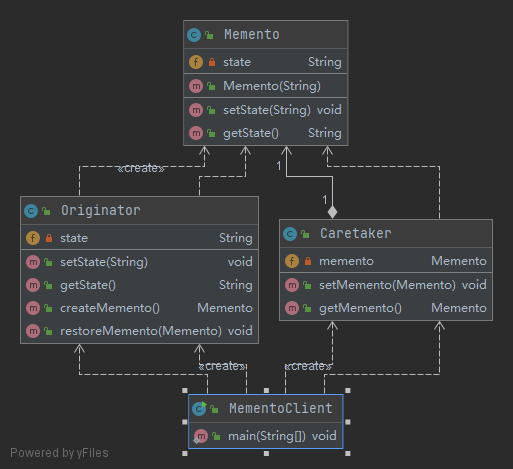 Memento
state String
Memento(String)
setState(String) void
getState() String
«create»
1
1
Originator
state String
setState(String) void
getState() String
createMemento() Memento
restoreMemento(Memento) void
Caretaker
memento Memento
setMemento(Memento) void
getMemento() Memento
«create»
«create»
MementoClient
main(String[]) void
Powered by yFiles